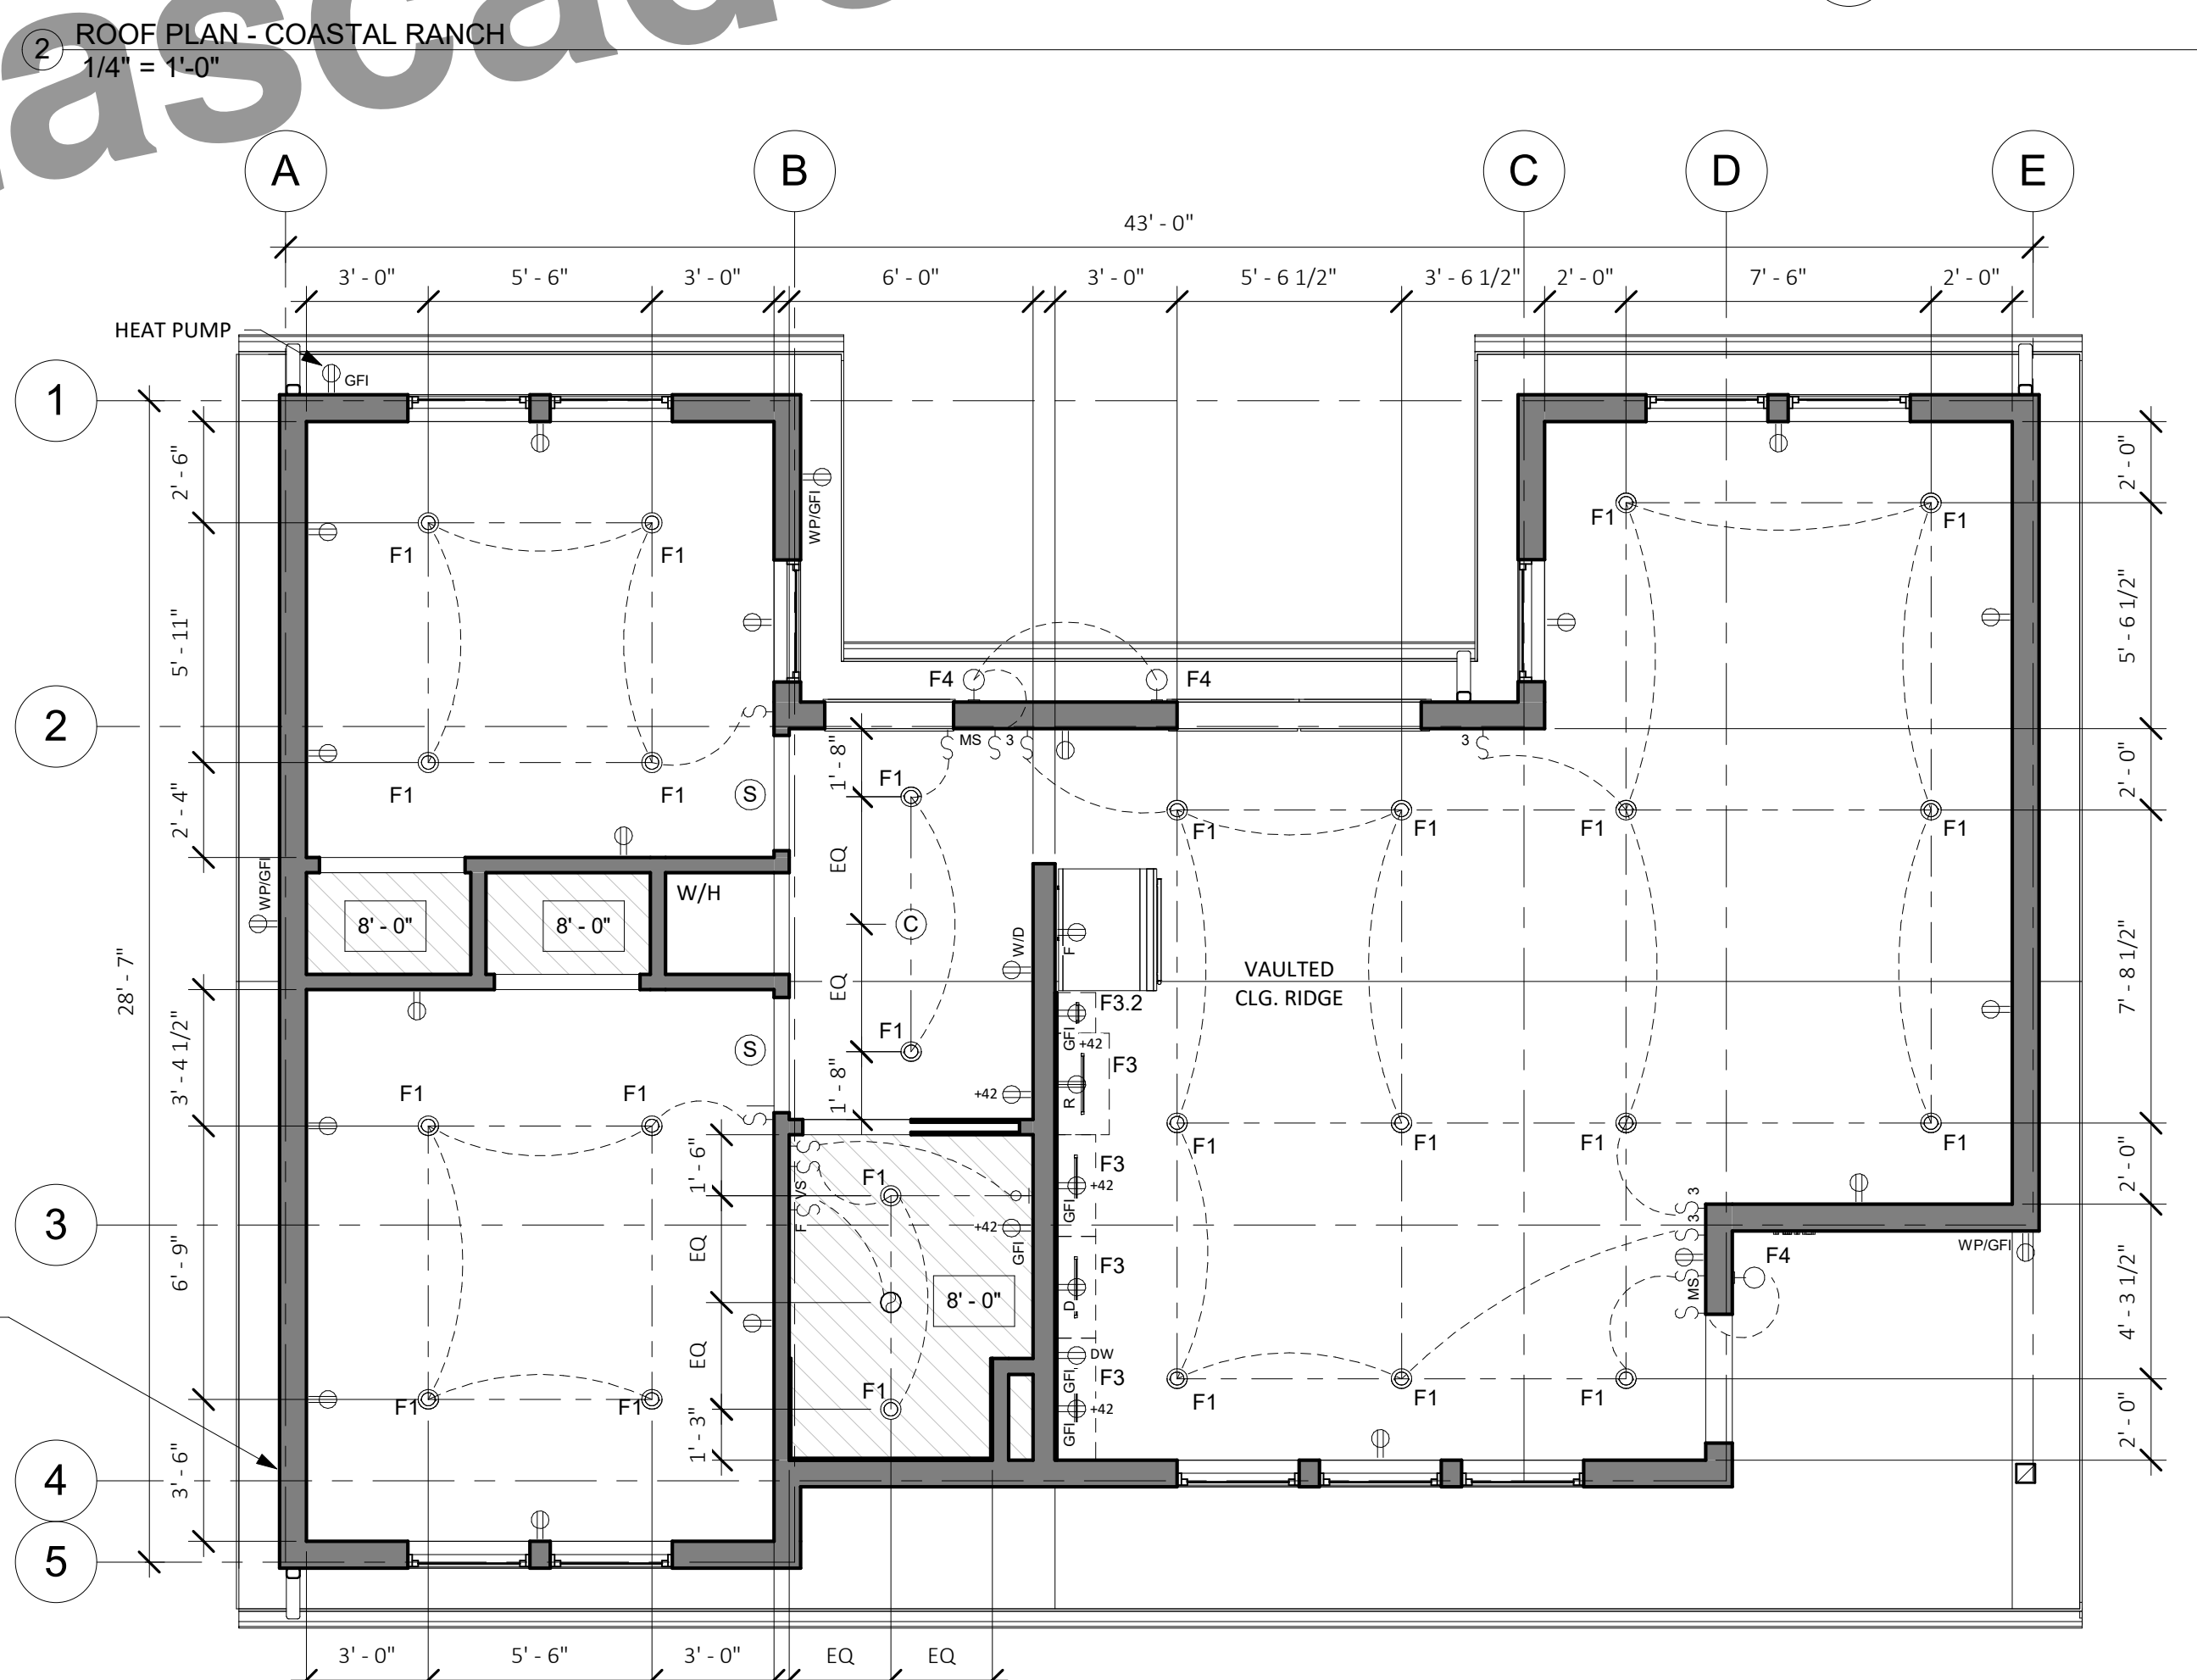 ascade
2
ROOF PLAN - COASTAL RANCH
1/4" = 1'-0"
A
B
C
D
E
43' - 0"
3' - 0"
5' - 6"
3' - 0"
6' - 0"
3' - 0"
5' - 6 1/2"
3' - 6 1/2"
2' - 0"
7' - 6"
2' - 0"
HEAT PUMP
GFI
1
2
3
4
5
28' - 7"
2' - 6"
5' - 11"
2' - 4"
3' - 4 1/2"
6' - 9"
3' - 6"
WP/GFI
F1
F1
F1
F1
S
WP/GFI
8' - 0"
8' - 0"
W/H
S
F1
F1
F1
F1
F4
F4
MS
3
3
1' - 8"
EQ
EQ
1' - 8"
F1
C
F1
W/D
+42
1' - 6"
EQ
EQ
1' - 3"
VS
F
F1
+42
GFI
8' - 0"
F1
F
F3.2
GFI
+42
F3
R
F3
+42
GFI
F3
D
DW
F3
GFI
+42
GFI
VAULTED
CLG. RIDGE
F1
F1
F1
F1
F1
F1
F1
F1
F1
F1
F1
F1
F1
3
3
MS
F4
WP/GFI
2' - 0"
5' - 6 1/2"
2' - 0"
7' - 8 1/2"
2' - 0"
4' - 3 1/2"
2' - 0"
3' - 0"
5' - 6"
3' - 0"
EQ
EQ